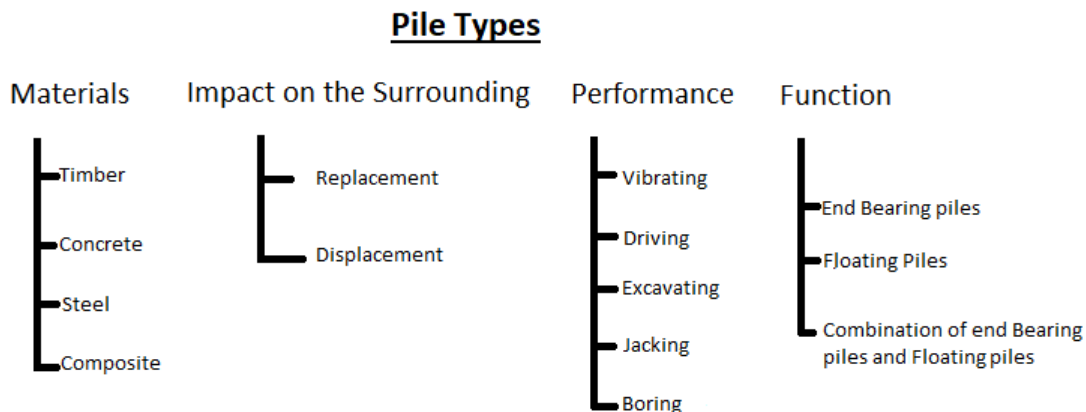 Pile Types
Materials
Timber
Concrete
Steel
Composite
Impact on the Surrounding
Replacement
Displacement
Performance
Vibrating
Driving
Excavating
Jacking
Boring
Function
End Bearing piles
Floating Piles
Combination of end Bearing
piles and Floating piles